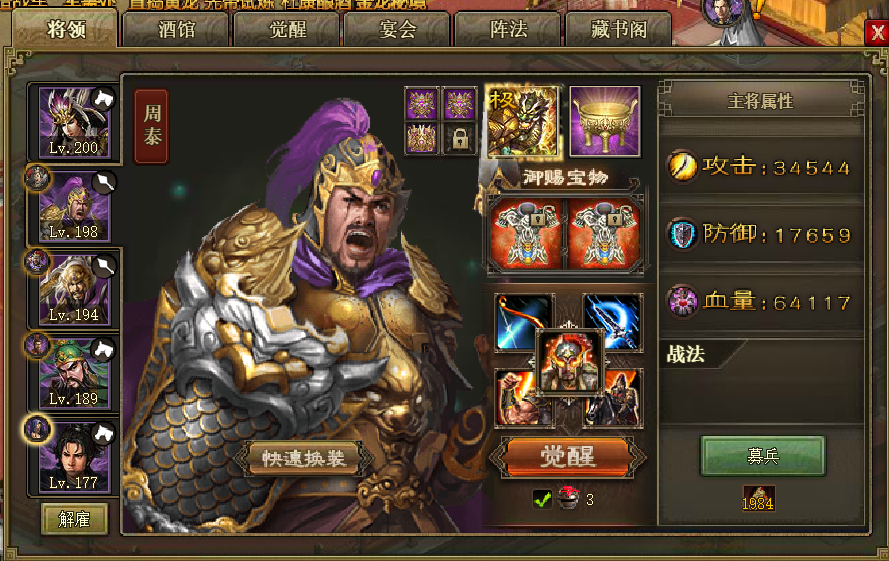 将领 酒馆 觉醒 宴会 阵法 藏书阁 X
周泰
极
主将属性
Lv.200
攻击:34544
御赐宝物
Lv.198
防御:17659
Lv.194
血量:64117
战法
Lv.189
快速换装
觉醒
募兵
Lv.177
3
1984
解雇